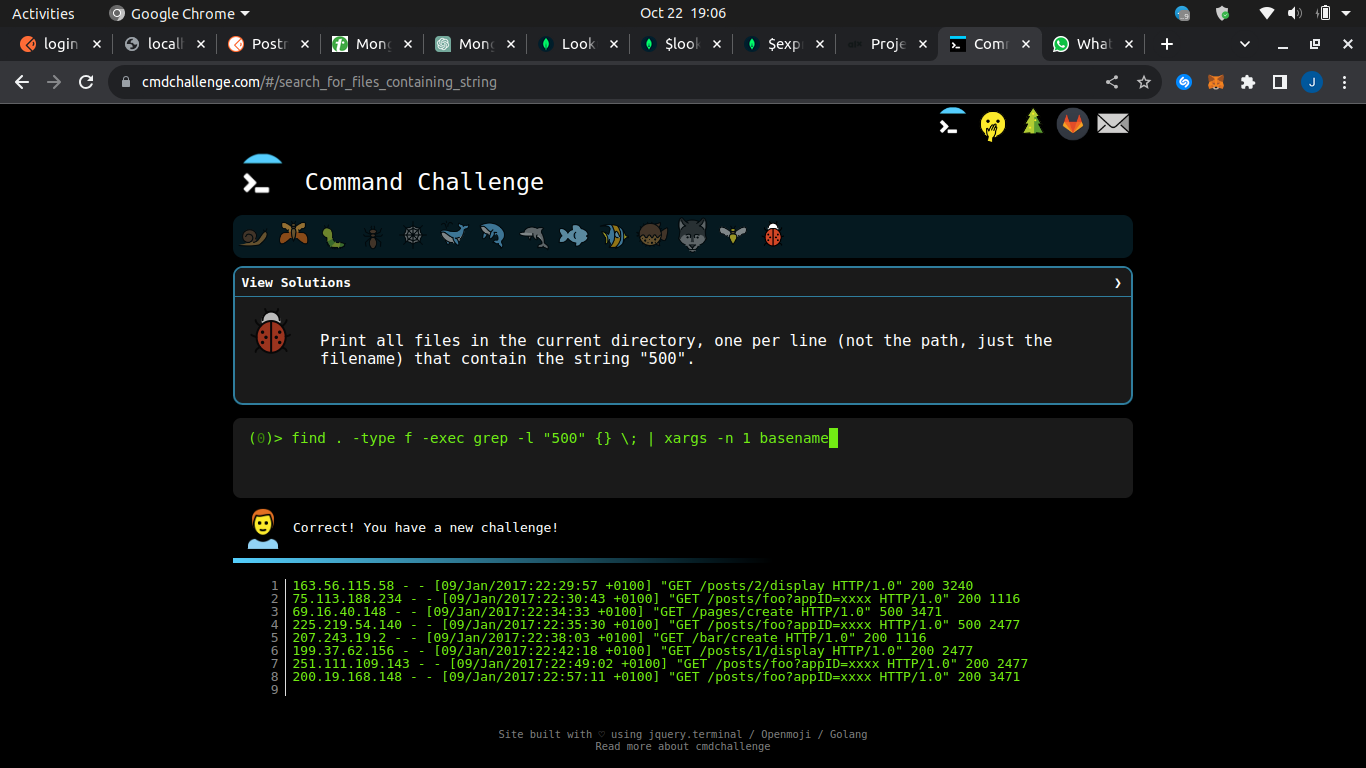 Activities
Google Chrome
Oct 22 19:06
login
local
Postr
Mong
Mong
Look
$look
$exp
Proje
Com
What
cmdchallenge.com/#/search_for_files_containing_string
J
Command Challenge
View Solutions
Print all files in the current directory, one per line (not the path, just the
filename) that contain the string "500".
(0)> find . -type f -exec grep -l "500" {} \; | xargs -n 1 basename
Correct! You have a new challenge!
1 163.56.115.58 - - [09/Jan/2017:22:29:57 +0100] "GET /posts/2/display HTTP/1.0" 200 3240
2 75.113.188.234 - - [09/Jan/2017:22:30:43 +0100] "GET /posts/foo?appID=xxxx HTTP/1.0" 200 1116
3 69.16.40.148 - - [09/Jan/2017:22:34:33 +0100] "GET /pages/create HTTP/1.0" 500 3471
4 225.219.54.140 - - [09/Jan/2017:22:35:30 +0100] "GET /posts/foo?appID=xxxx HTTP/1.0" 500 2477
5 207.243.19.2 - - [09/Jan/2017:22:38:03 +0100] "GET /bar/create HTTP/1.0" 200 1116
6 199.37.62.156 - - [09/Jan/2017:22:42:18 +0100] "GET /posts/1/display HTTP/1.0" 200 2477
7 251.111.109.143 - - [09/Jan/2017:22:49:02 +0100] "GET /posts/foo?appID=xxxx HTTP/1.0" 200 2477
8 200.19.168.148 - - [09/Jan/2017:22:57:11 +0100] "GET /posts/foo?appID=xxxx HTTP/1.0" 200 3471
9
Site built with ♡ using jquery.terminal / Openmoji / Golang
Read more about cmdchallenge